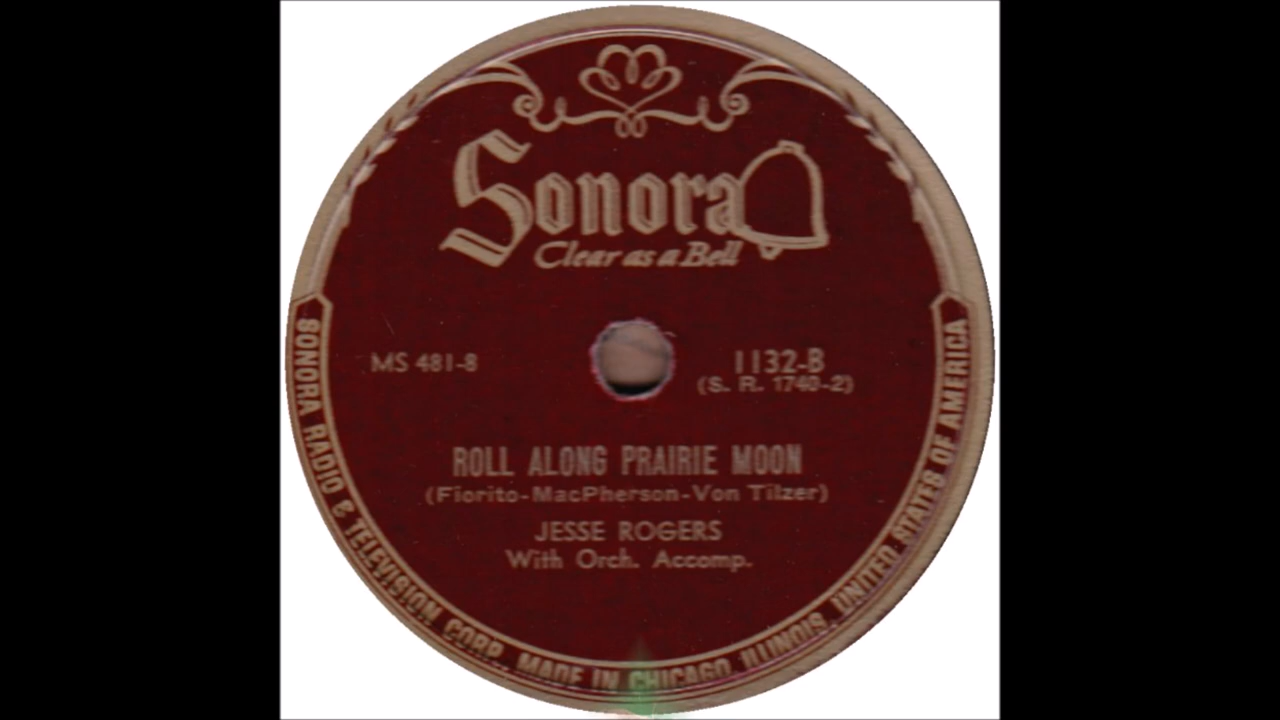 Sonora
Clear as a Bell
MS 481-8
1132-B
(S. R. 1740-2)
ROLL ALONG PRAIRIE MOON
(Fiorito-MacPherson-Von Tilzer)
JESSE ROGERS
With Orch. Accomp.
SONORA RADIO & TELEVISION CORP., MADE IN CHICAGO, ILLINOIS, UNITED STATES OF AMERICA